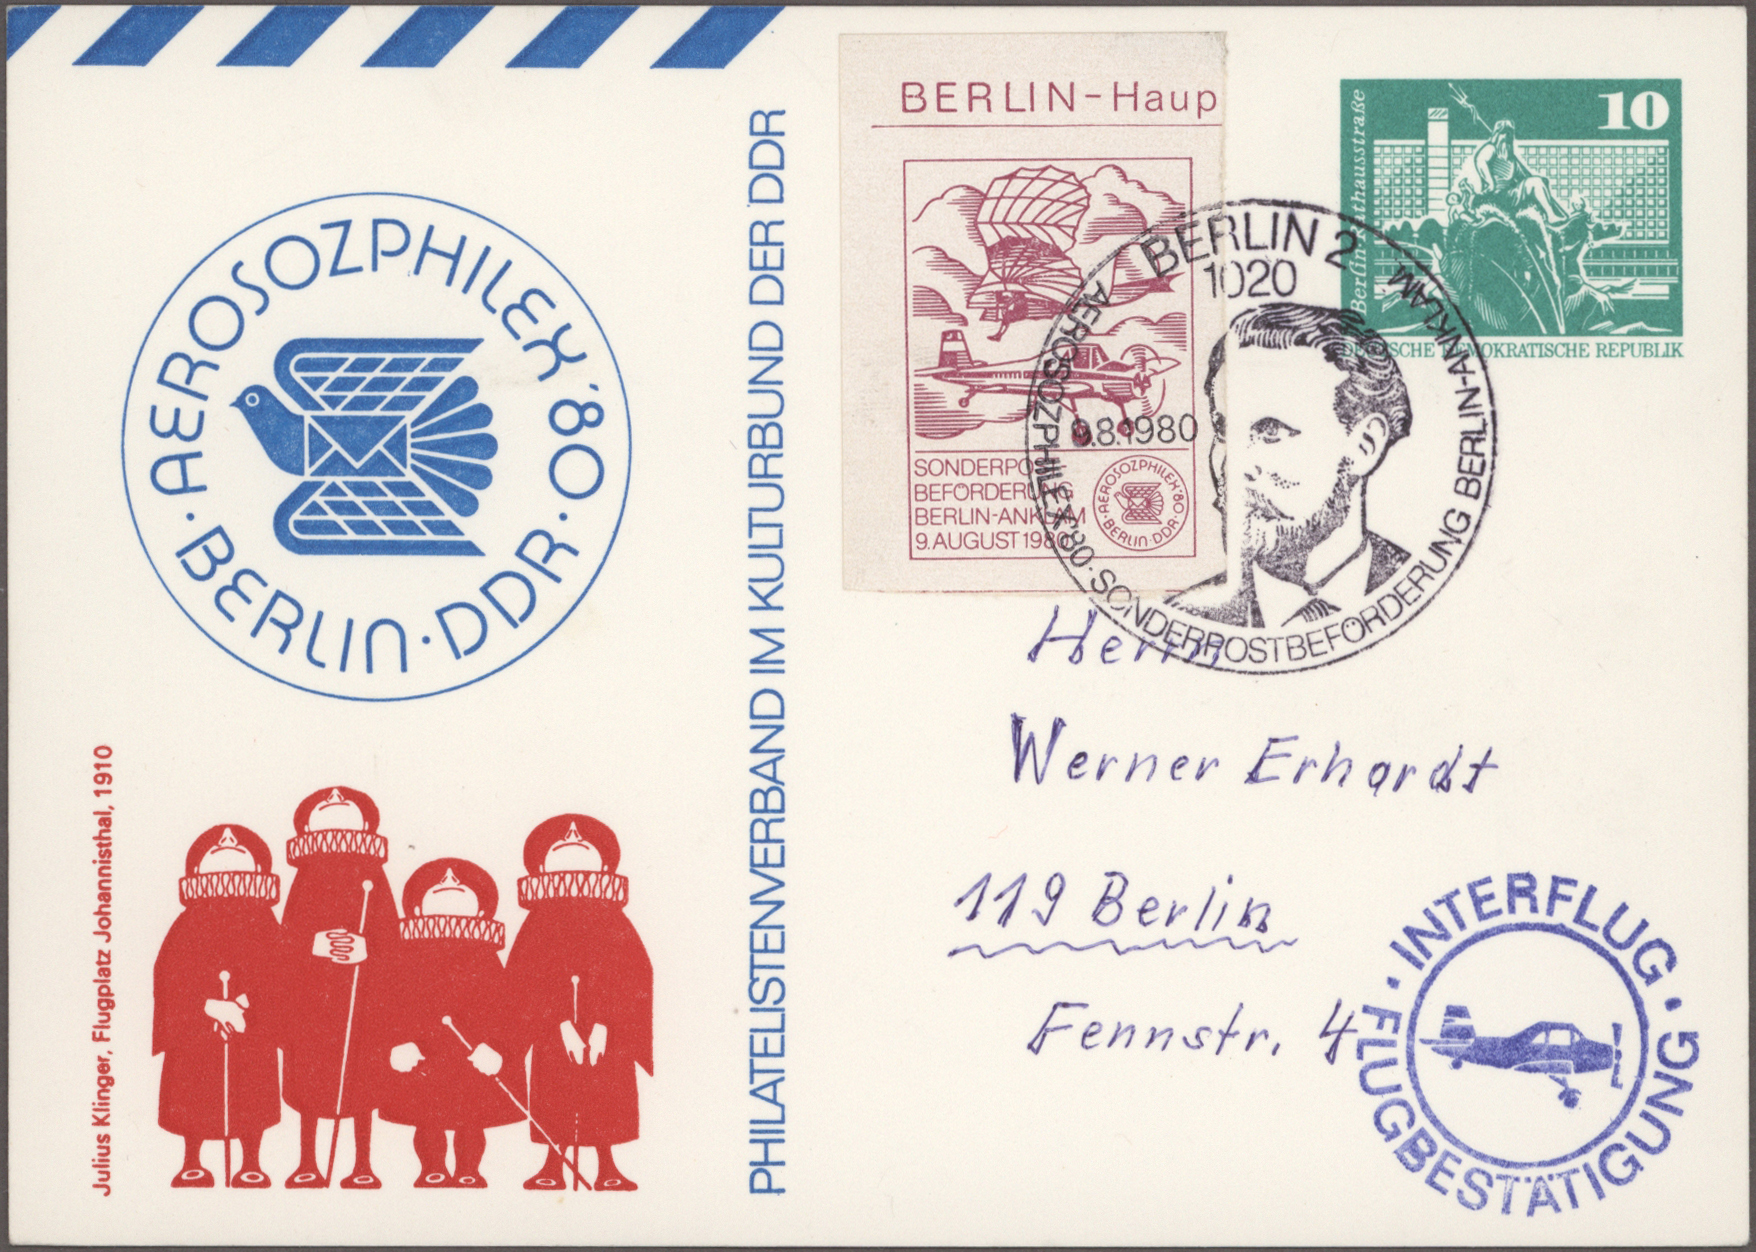 AEROSOZPHILEX '80
· BERLIN · DDR ·
Julius Klinger, Flugplatz Johannisthal, 1910
PHILATELISTENVERBAND IM KULTURBUND DER DDR
BERLIN-Haup
SONDERPOST
BEFÖRDERUNG
BERLIN-ANKLAM
9. AUGUST 1980
AEROSOZPHILEX '80
· BERLIN · DDR ·
10
Berlin-Rathausstraße
DEUTSCHE DEMOKRATISCHE REPUBLIK
BERLIN 2
1020
9.8.1980
AEROSOZPHILEX '80 · SONDERPOSTBEFÖRDERUNG BERLIN-ANKLAM
Herrn
Werner Erhardt
119 Berlin
Fennstr. 4
· INTERFLUG ·
FLUGBESTÄTIGUNG